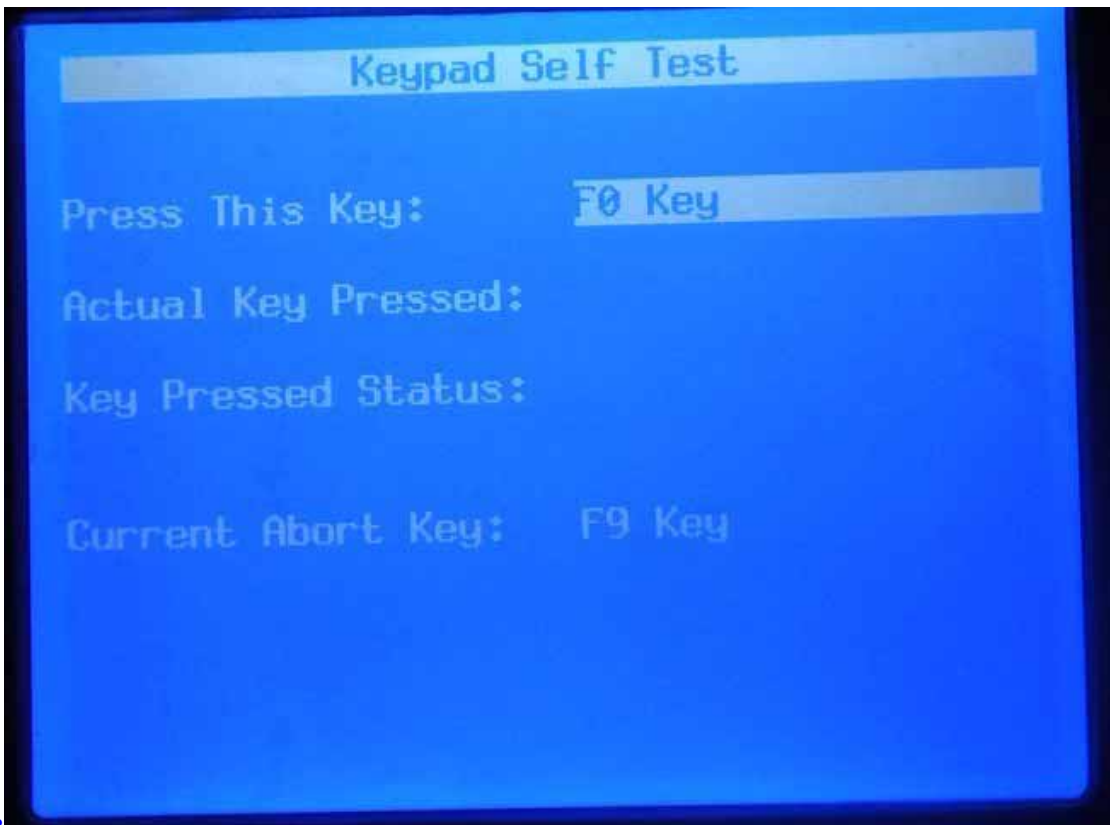 Keypad Self Test
Press This Key: F0 Key
Actual Key Pressed:
Key Pressed Status:
Current Abort Key: F9 Key